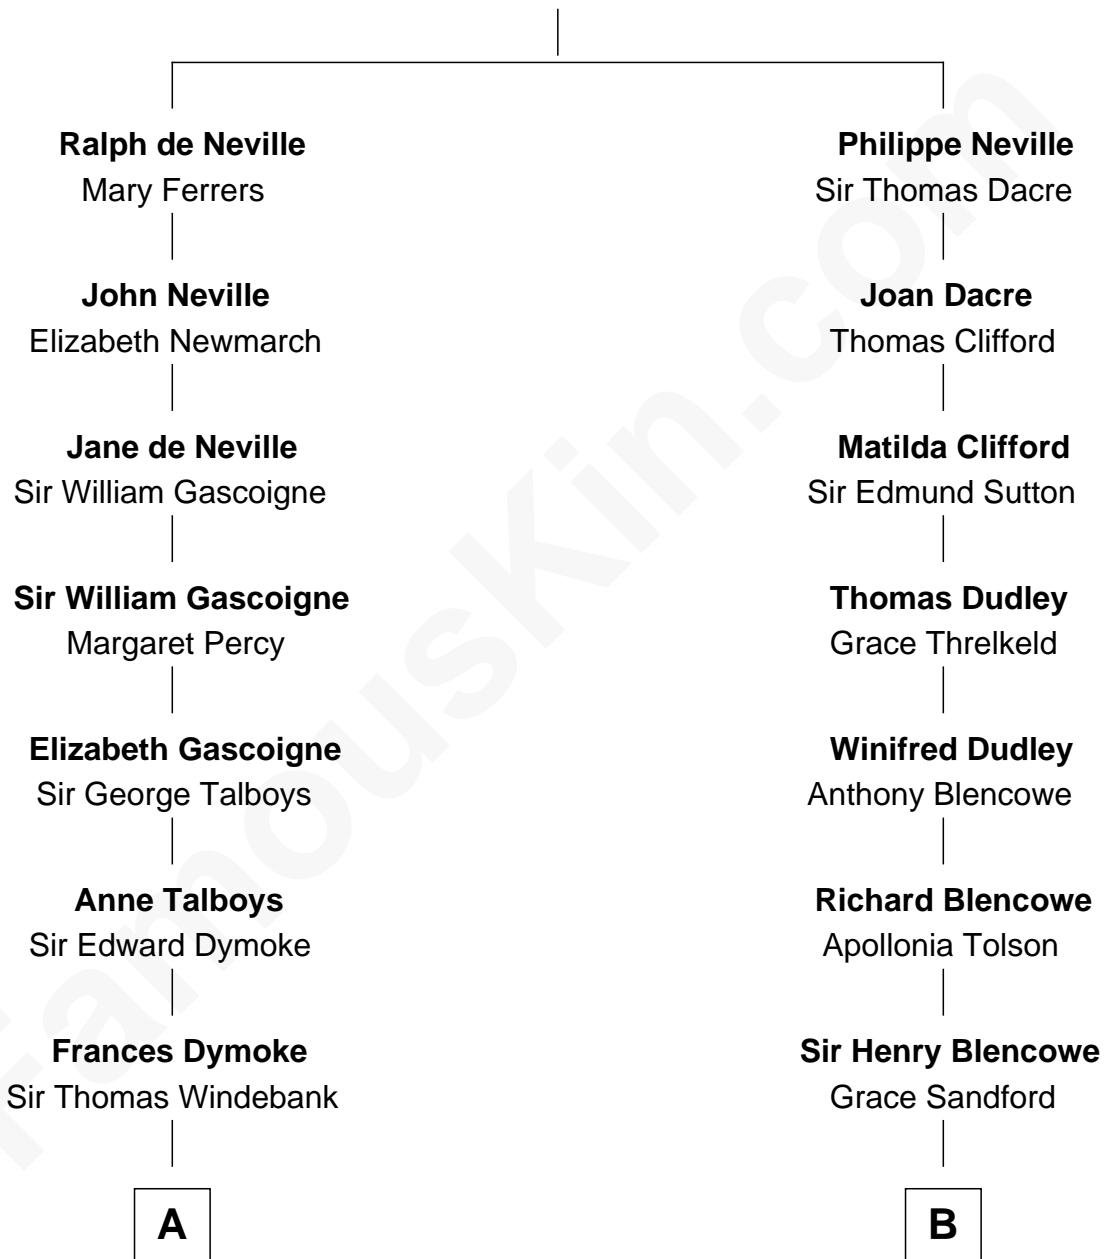 Ralph de Neville
Mary Ferrers
Philippe Neville
Sir Thomas Dacre
John Neville
Elizabeth Newmarch
Joan Dacre
Thomas Clifford
Jane de Neville
Sir William Gascoigne
Matilda Clifford
Sir Edmund Sutton
Sir William Gascoigne
Margaret Percy
Thomas Dudley
Grace Threlkeld
Elizabeth Gascoigne
Sir George Talboys
Winifred Dudley
Anthony Blencowe
Anne Talboys
Sir Edward Dymoke
Richard Blencowe
Apollonia Tolson
Frances Dymoke
Sir Thomas Windebank
Sir Henry Blencowe
Grace Sandford
A
B
FamousKin.com